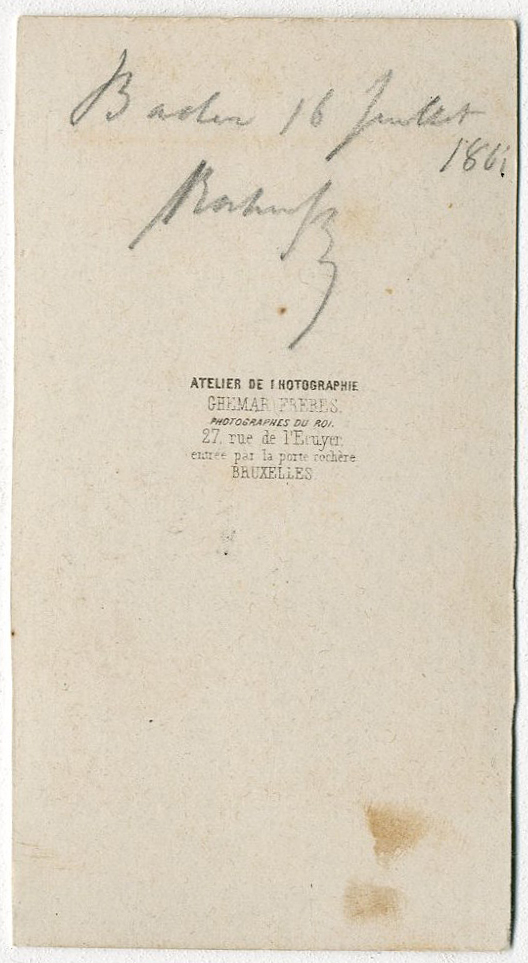 Baden 16 Juillet
186
ATELIER DE PHOTOGRAPHIE
GHEMAR FRERES.
PHOTOGRAPHES DU ROI.
27, rue de l'Ecuyer,
entrée par la porte cochère
BRUXELLES